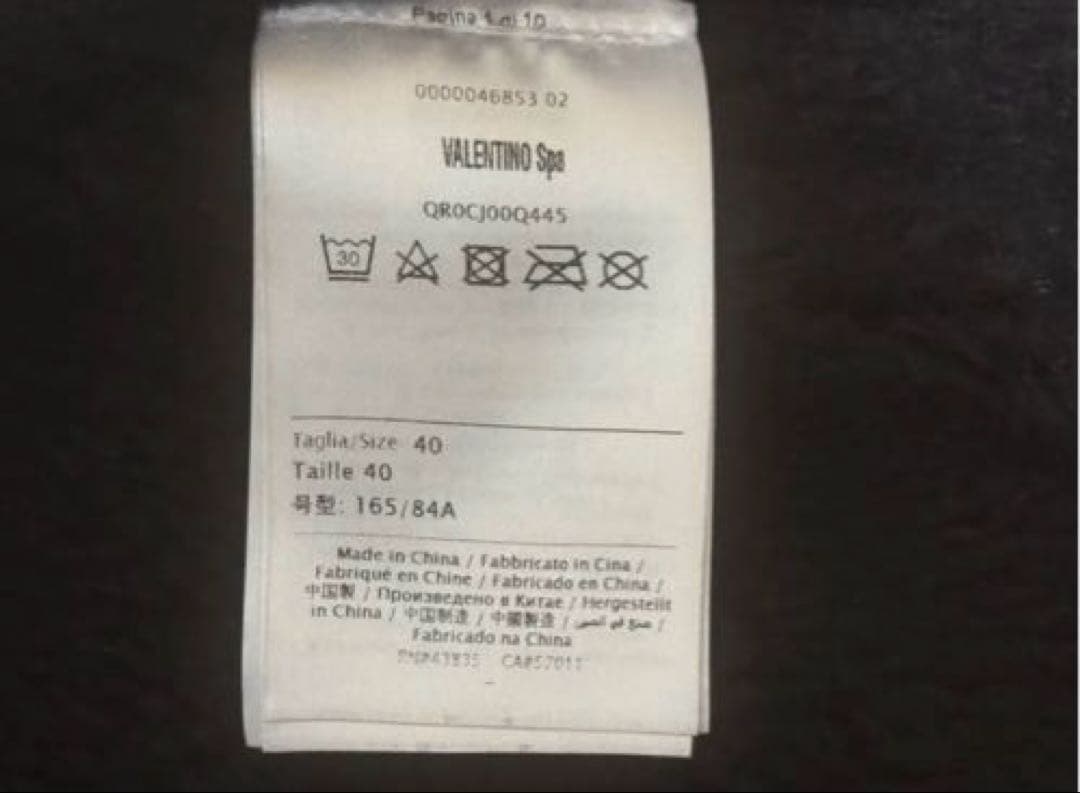 Pagina 1 di 10
0000046853 02
VALENTINO Spa
QR0CJ00Q445
30
Taglia/Size 40
Taille 40
号型: 165/84A
Made in China / Fabbricato in Cina /
Fabriqué en Chine / Fabricado en China /
中国製 / Произведено в Китае / Hergestellt
in China / 中国制造 / 中國製造 / صنع في الصين /
Fabricado na China
CA#57011